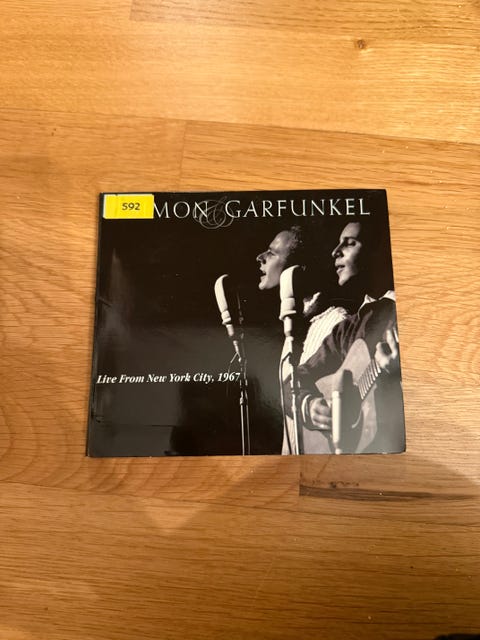 592
MON & GARFUNKEL
Live From New York City, 1967